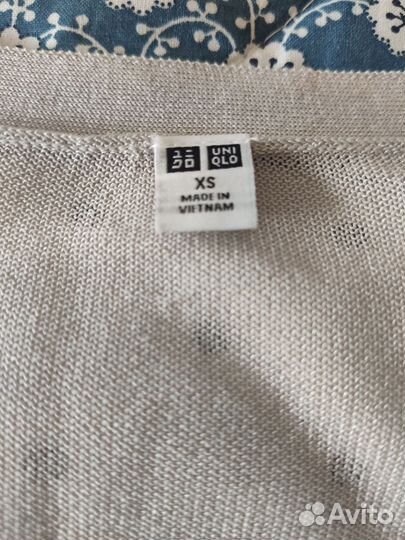 ユニ UNI
クロ QLO
XS
MADE IN
VIETNAM
Avito